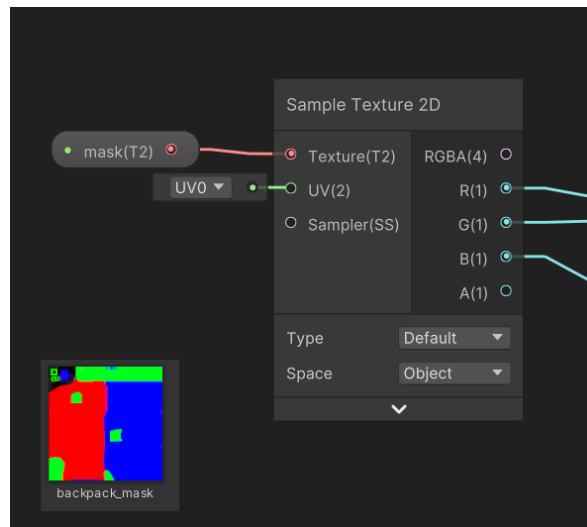 Sample Texture 2D
mask(T2)
Texture(T2)
RGBA(4)
UV0
UV(2)
R(1)
Sampler(SS)
G(1)
B(1)
A(1)
Type
Default
Space
Object
backpack_mask